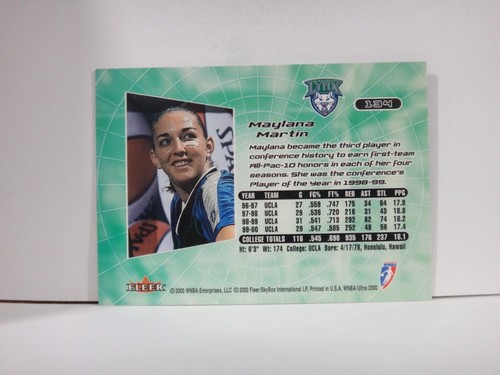 LYNX
134
Maylana
Martin
Maylana became the third player in
conference history to earn first-team
All-Pac-10 honors in each of her four
seasons. She was the conference's
Player of the Year in 1998-99.
YEAR TEAM G FG% FT% REB AST STL PPG
96-97 UCLA 27 .559 .747 175 34 64 17.9
97-98 UCLA 29 .536 .720 216 31 43 18.8
98-99 UCLA 31 .541 .713 292 62 74 18.2
99-00 UCLA 29 .547 .585 252 49 56 17.4
COLLEGE TOTALS 116 .545 .690 935 176 237 18.1
Ht: 6'3" Wt: 174 College: UCLA Born: 4/17/78, Honolulu, Hawaii
FLEER
©2000 WNBA Enterprises, LLC ©2000 Fleer SkyBox International LP, Printed in U.S.A. WNBA Ultra 2000